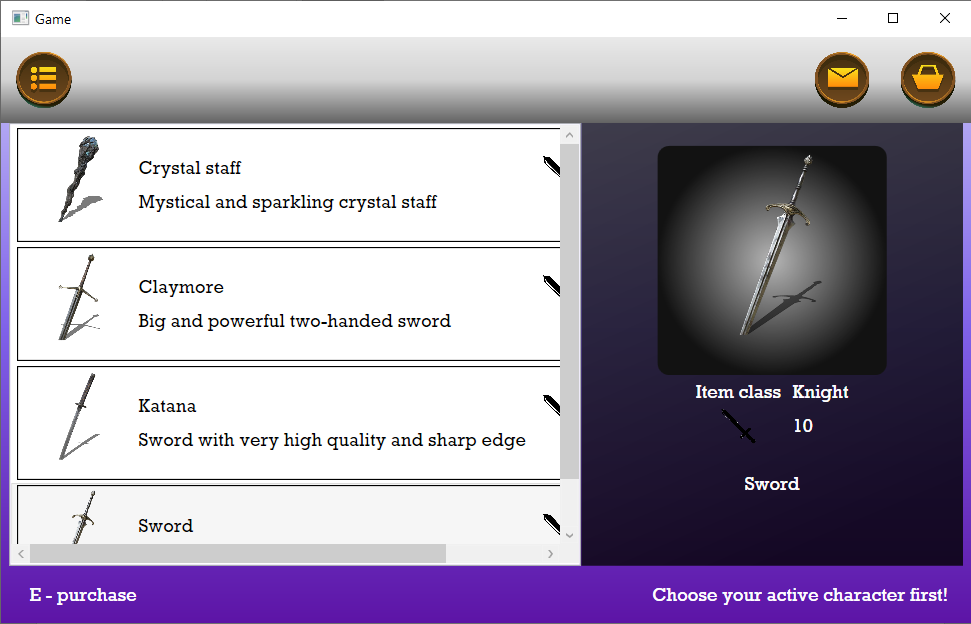 Game
Crystal staff
Mystical and sparkling crystal staff
Claymore
Big and powerful two-handed sword
Katana
Sword with very high quality and sharp edge
Sword
Item class Knight
10
Sword
E - purchase
Choose your active character first!